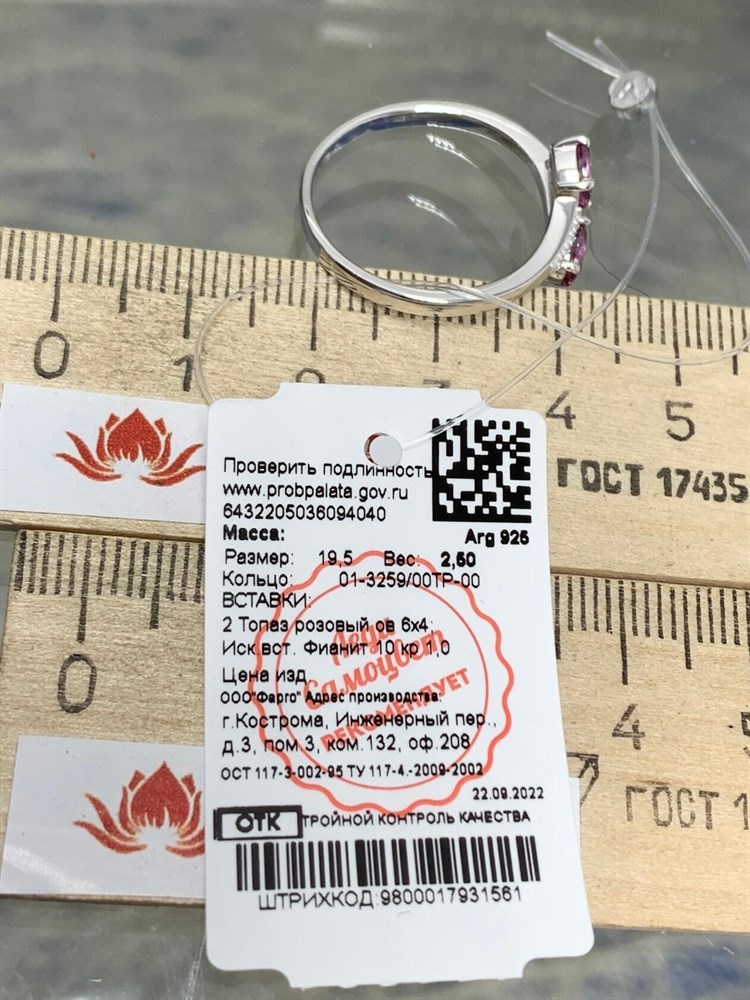 0 1 2 3 4 5
ГОСТ 17435
Проверить подлинность
www.probpalata.gov.ru
6432205036094040
Масса: Arg 925
Размер: 19,5 Вес: 2,60
Кольцо: 01-3259/00ТР-00
ВСТАВКИ:
2 Топаз розовый ов 6х4;
Иск.вст. Фианит 10 кр 1,0
Цена изд.
ООО"Фарго" Адрес производства:
г.Кострома, Инженерный пер.,
д.3, пом.3, ком.132, оф.208
ОСТ 117-3-002-95 ТУ 117-4.-2009-2002
22.09.2022
ОТК ТРОЙНОЙ КОНТРОЛЬ КАЧЕСТВА
ШТРИХКОД:9800017931561
Леди
Самоцвет
РЕКОМЕНДУЕТ
0 4 5
ГОСТ 1